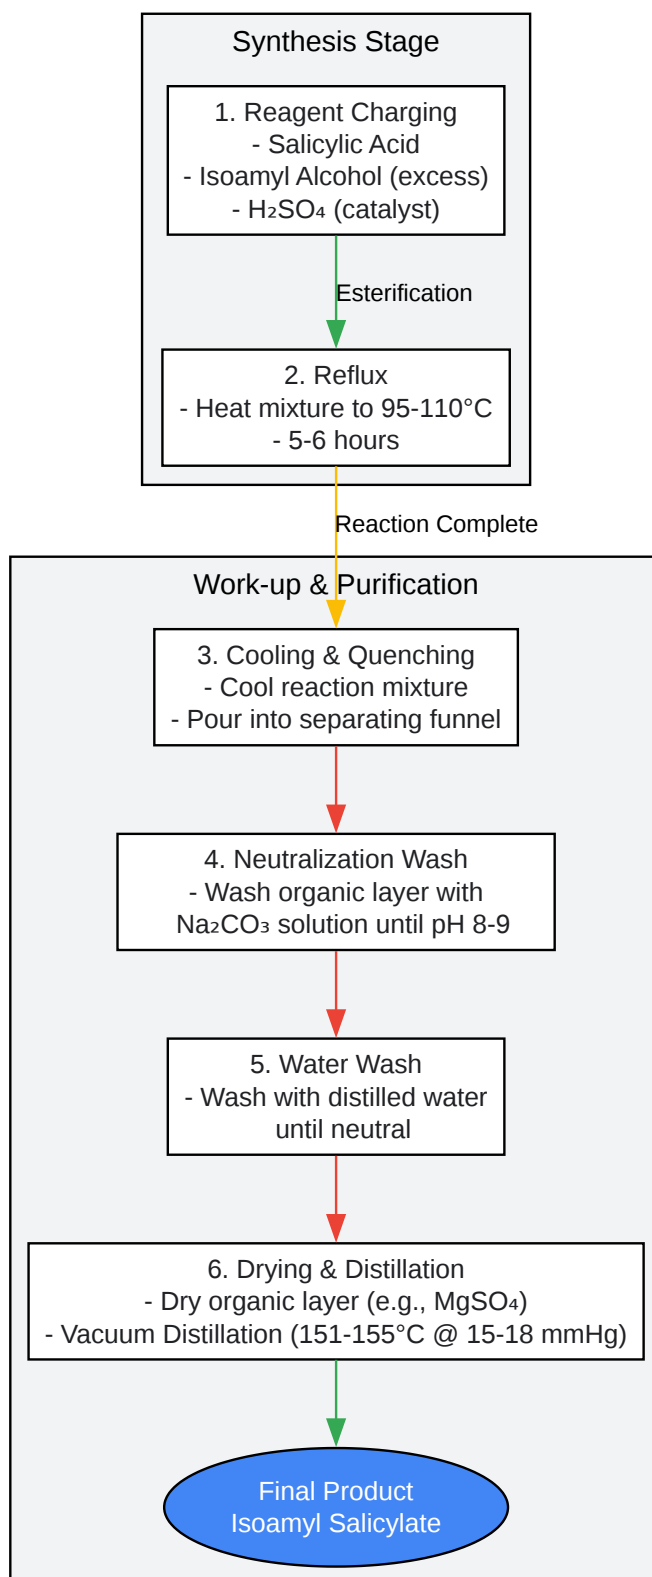 Synthesis Stage
1. Reagent Charging
- Salicylic Acid
- Isoamyl Alcohol (excess)
- H₂SO₄ (catalyst)
Esterification
2. Reflux
- Heat mixture to 95-110°C
- 5-6 hours
Reaction Complete
Work-up & Purification
3. Cooling & Quenching
- Cool reaction mixture
- Pour into separating funnel
4. Neutralization Wash
- Wash organic layer with
Na₂CO₃ solution until pH 8-9
5. Water Wash
- Wash with distilled water
until neutral
6. Drying & Distillation
- Dry organic layer (e.g., MgSO₄)
- Vacuum Distillation (151-155°C @ 15-18 mmHg)
Final Product
Isoamyl Salicylate